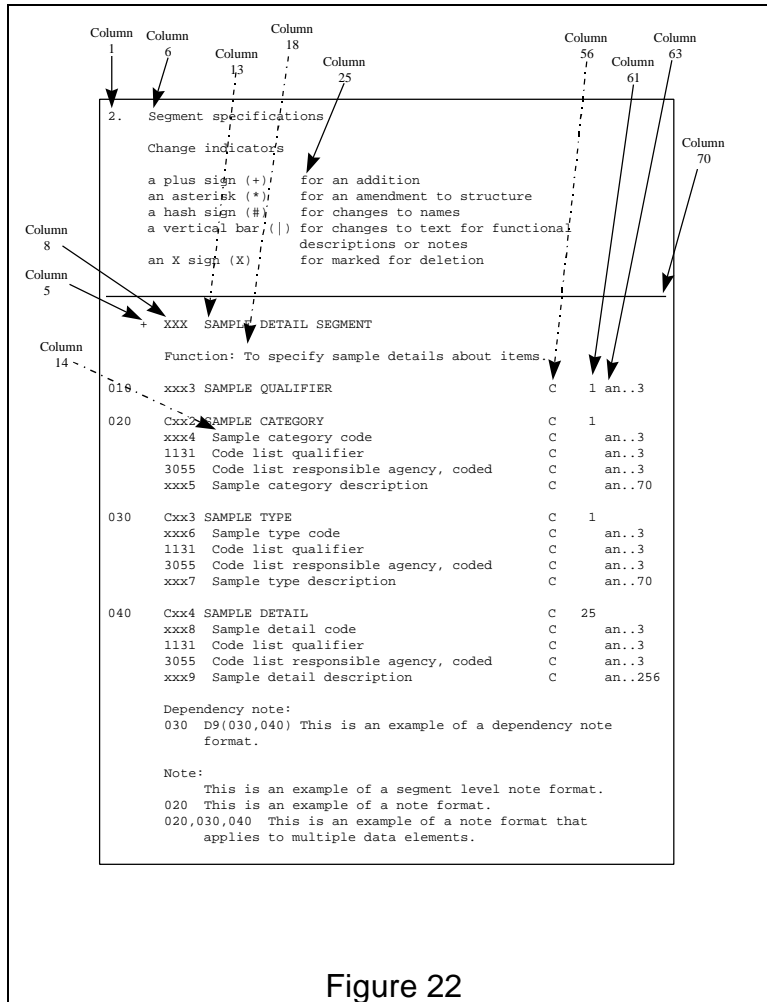 Column
1
Column
6
Column
13
Column
18
Column
25
Column
56
Column
61
Column
63
Column
70
2. Segment specifications
Change indicators
a plus sign (+) for an addition
an asterisk (*) for an amendment to structure
a hash sign (#) for changes to names
a vertical bar (|) for changes to text for functional
descriptions or notes
an X sign (X) for marked for deletion
Column
8
Column
5
+ XXX SAMPLE DETAIL SEGMENT
Function: To specify sample details about items.
Column
14
010 xxx3 SAMPLE QUALIFIER C 1 an..3
020 Cxx2 SAMPLE CATEGORY C 1
xxx4 Sample category code C an..3
1131 Code list qualifier C an..3
3055 Code list responsible agency, coded C an..3
xxx5 Sample category description C an..70
030 Cxx3 SAMPLE TYPE C 1
xxx6 Sample type code C an..3
1131 Code list qualifier C an..3
3055 Code list responsible agency, coded C an..3
xxx7 Sample type description C an..70
040 Cxx4 SAMPLE DETAIL C 25
xxx8 Sample detail code C an..3
1131 Code list qualifier C an..3
3055 Code list responsible agency, coded C an..3
xxx9 Sample detail description C an..256
Dependency note:
030 D9(030,040) This is an example of a dependency note
format.
Note:
This is an example of a segment level note format.
020 This is an example of a note format.
020,030,040 This is an example of a note format that
applies to multiple data elements.
Figure 22